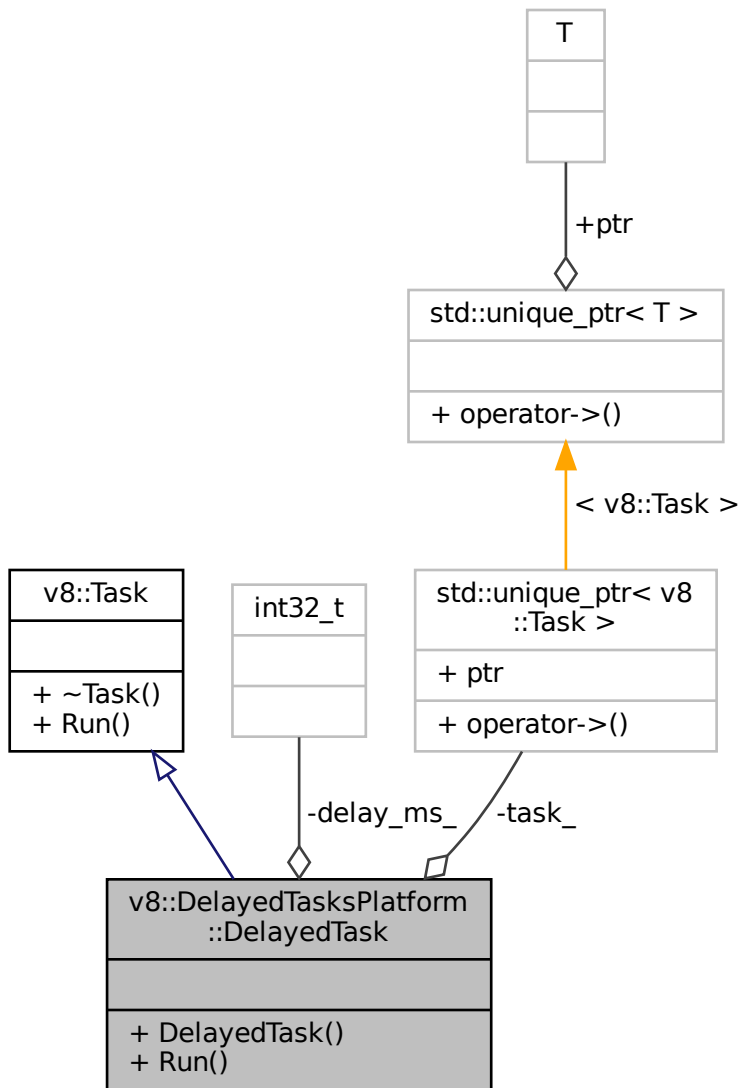 T
+ptr
std::unique_ptr< T >
+ operator->()
< v8::Task >
v8::Task
+ ~Task()
+ Run()
int32_t
std::unique_ptr< v8
::Task >
+ ptr
+ operator->()
-delay_ms_
-task_
v8::DelayedTasksPlatform
::DelayedTask
+ DelayedTask()
+ Run()